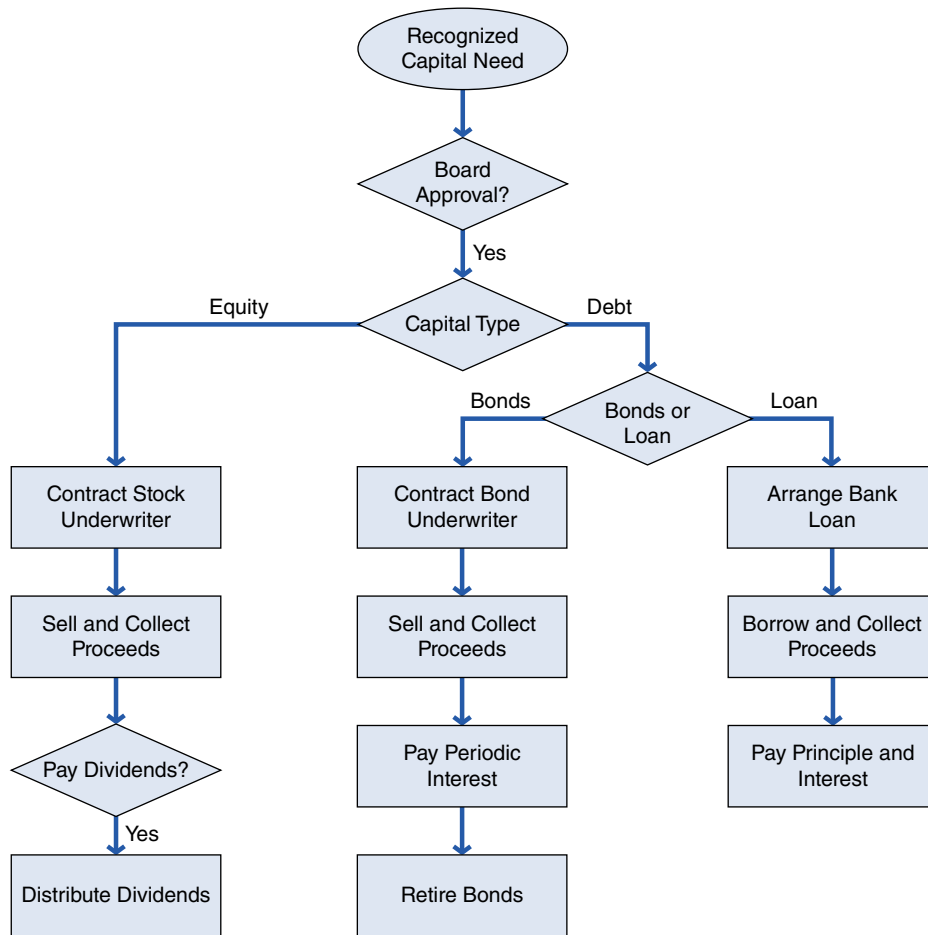 Recognized
Capital Need
Board
Approval?
Yes
Equity
Capital Type
Debt
Bonds
Bonds or
Loan
Loan
Contract Stock
Underwriter
Contract Bond
Underwriter
Arrange Bank
Loan
Sell and Collect
Proceeds
Sell and Collect
Proceeds
Borrow and Collect
Proceeds
Pay Dividends?
Pay Periodic
Interest
Pay Principle and
Interest
Yes
Distribute Dividends
Retire Bonds